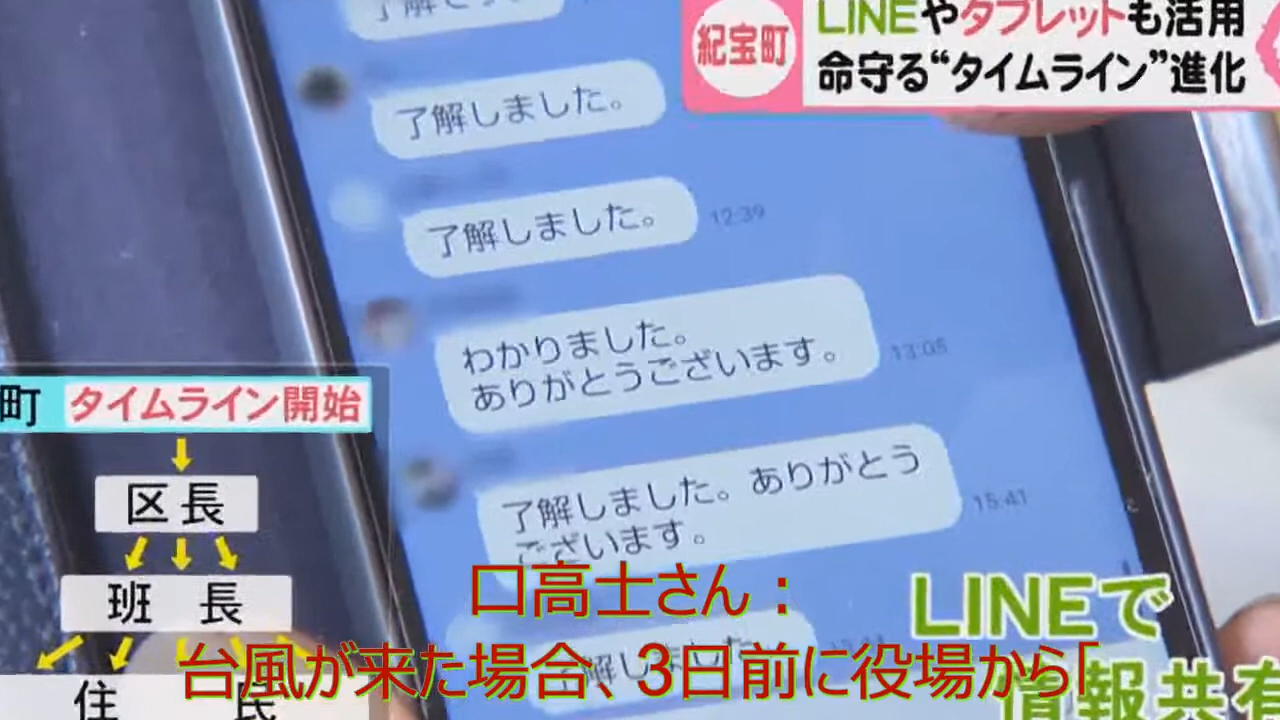 紀宝町
LINEやタブレットも活用
命守る“タイムライン”進化
了解しました。
了解しました。
12:39
わかりました。
ありがとうございます。
13:05
了解しました。ありがとう
ございます。
15:41
町 タイムライン開始
区長
班 長
住 民
LINEで
情報共有
口高士さん：
台風が来た場合、3日前に役場から「